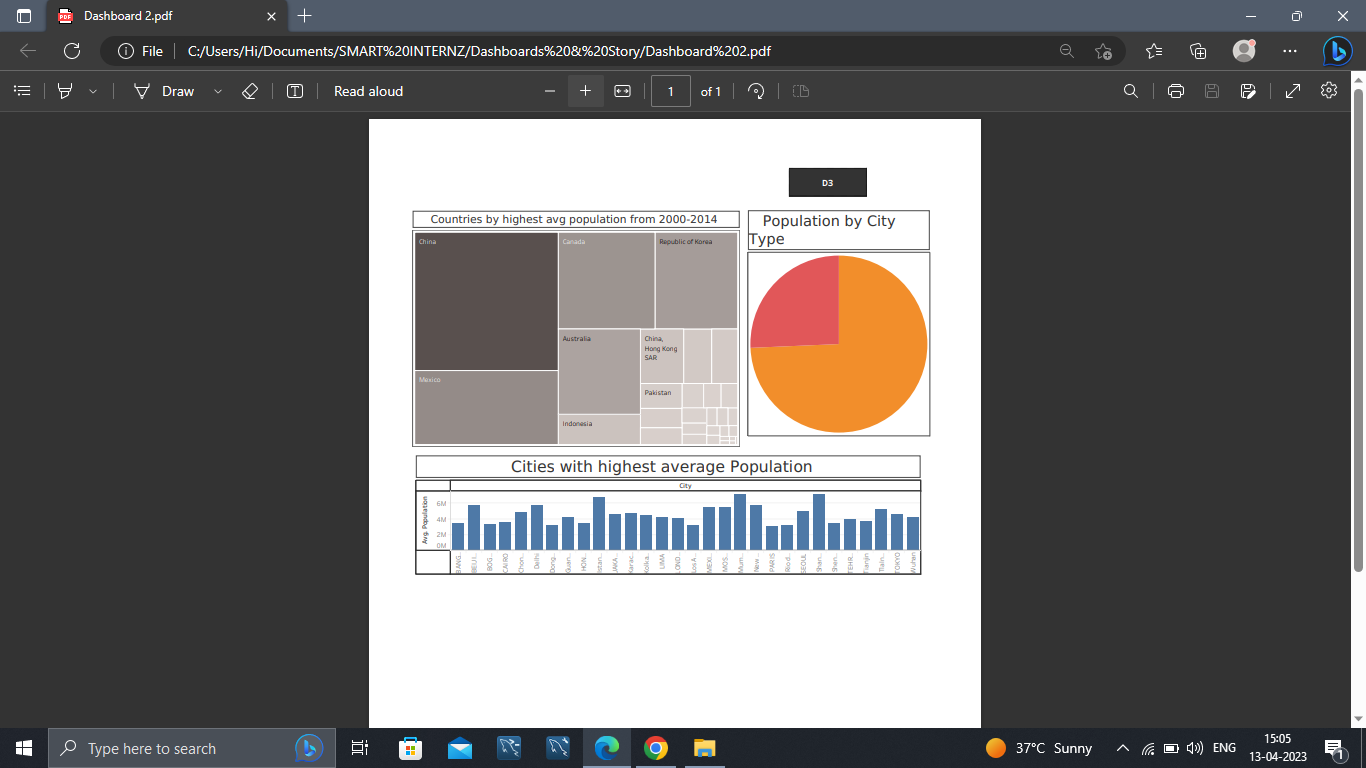 Dashboard 2.pdf
File
C:/Users/Hi/Documents/SMART%20INTERNZ/Dashboards%20&%20Story/Dashboard%202.pdf
Draw
Read aloud
1
of 1
D3
Countries by highest avg population from 2000-2014
China
Canada
Republic of Korea
Australia
China,
Hong Kong
SAR
Mexico
Pakistan
Indonesia
Population by City
Type
Cities with highest average Population
City
Avg. Population
6M
4M
2M
0M
BANG..
BEIJI..
BOG..
CAIRO
Chon..
Delhi
Dong..
Guan..
HON..
Istan..
JAKA..
Karac..
Kolka..
LIMA
LOND..
Los A..
MEXI..
MOS..
Mum..
New ..
PARIS
Rio d..
SEOUL
Shan..
Shen..
TEHR..
Tianjin
Tianj..
TOKYO
Wuhan
Type here to search
37°C Sunny
ENG
15:05
13-04-2023
1